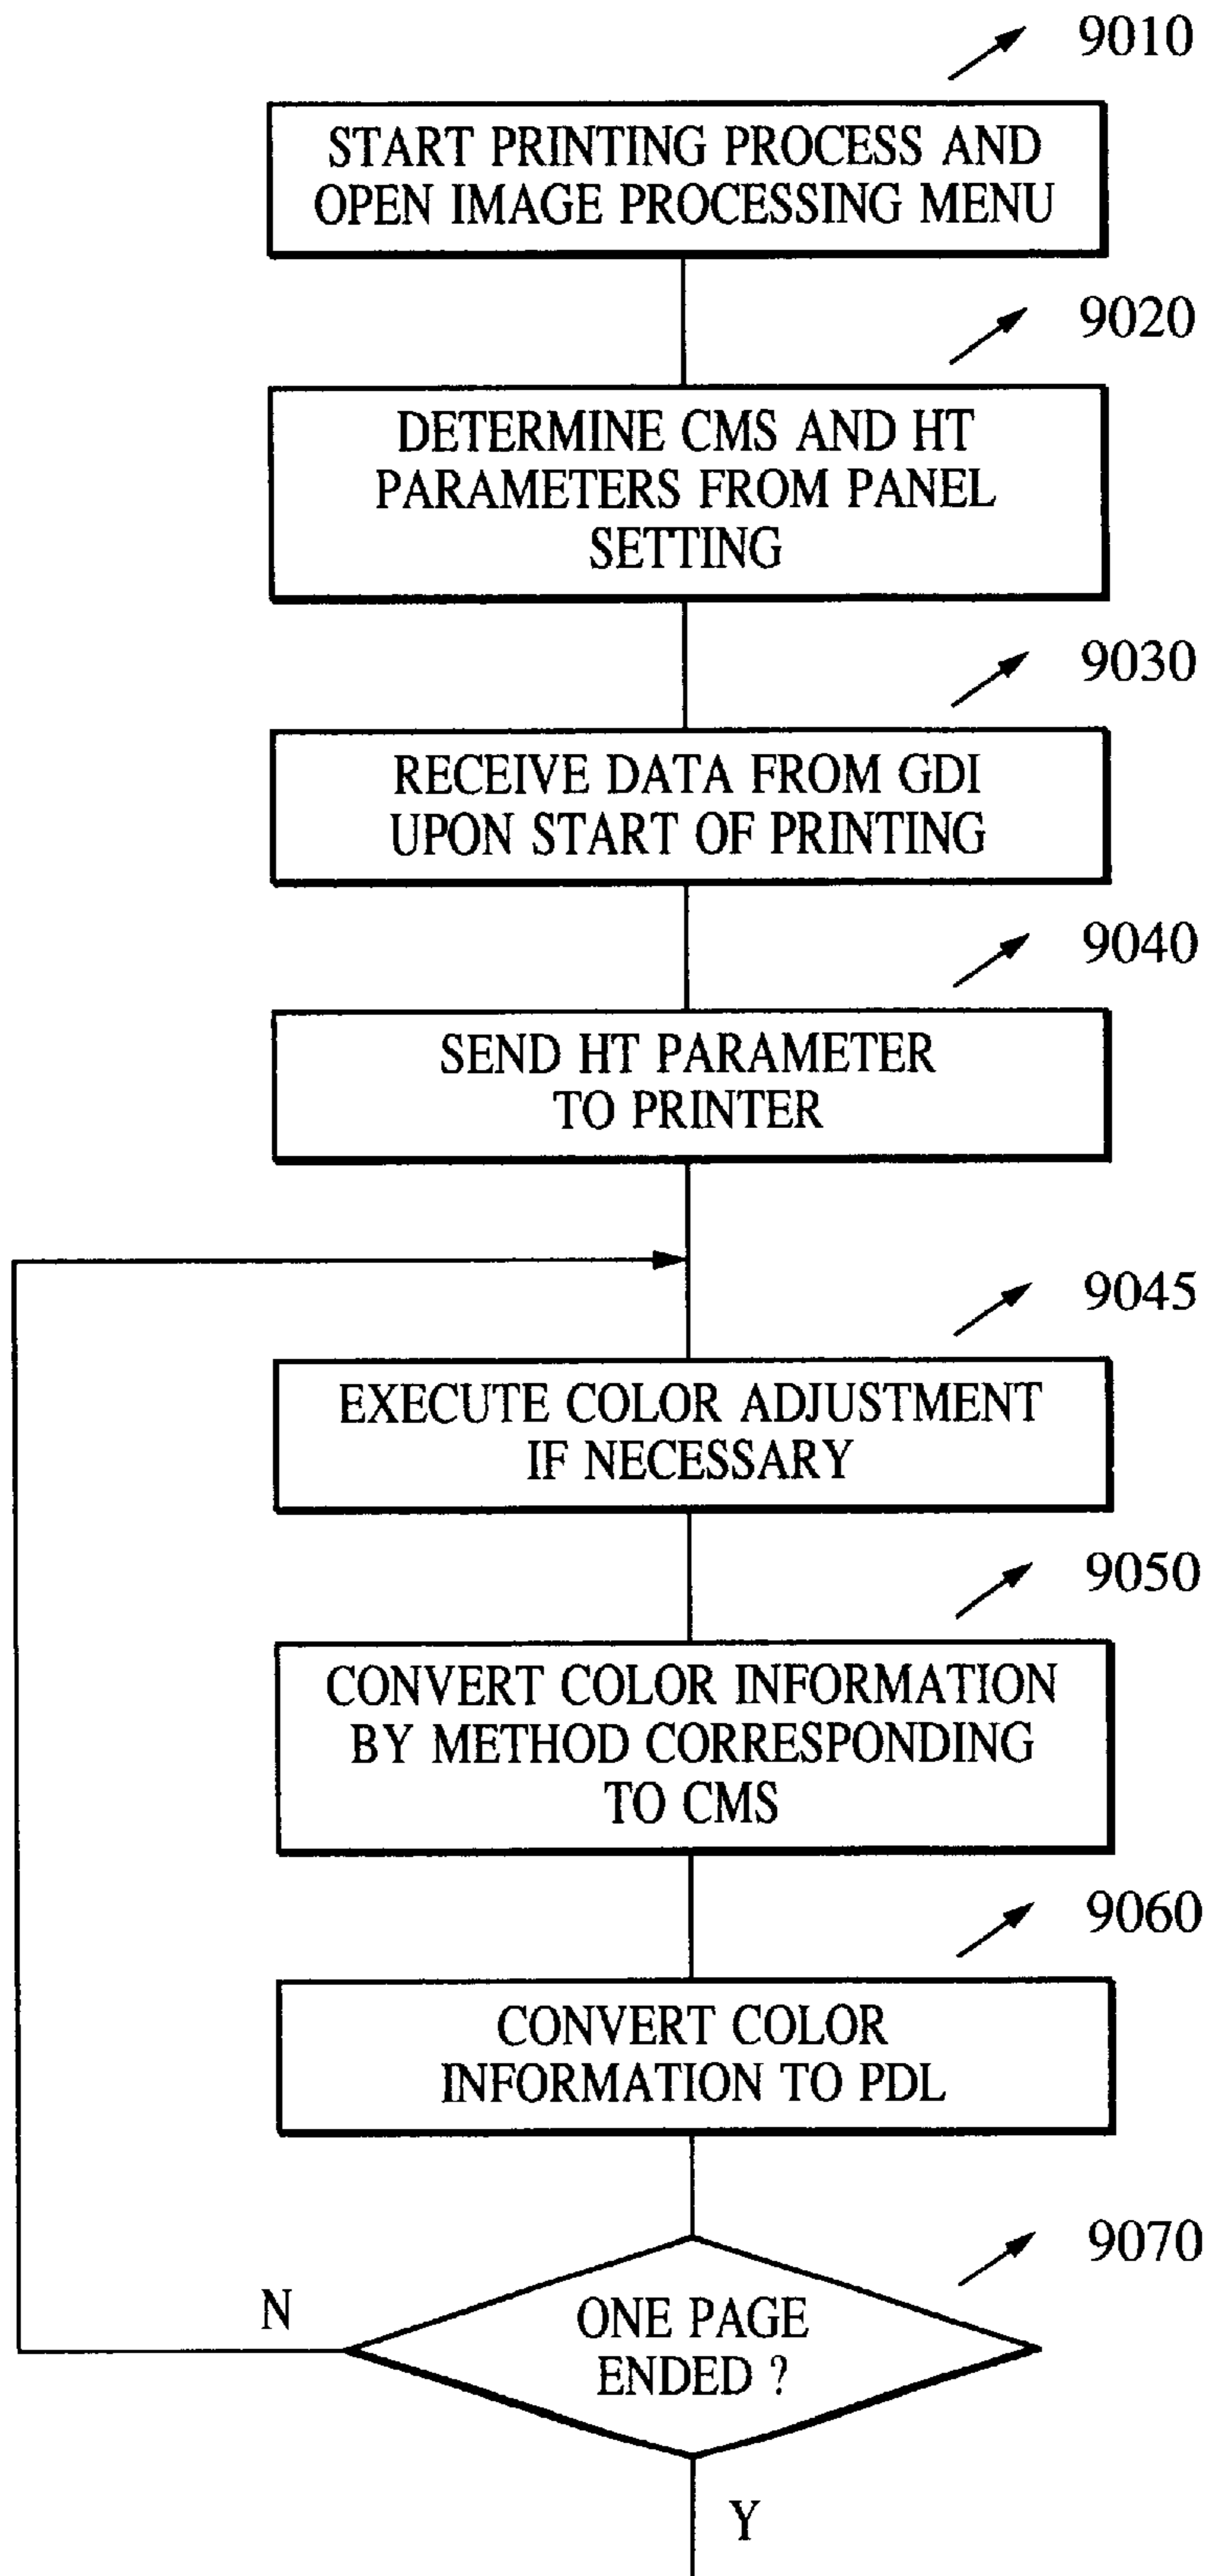 9010
START PRINTING PROCESS AND
OPEN IMAGE PROCESSING MENU
9020
DETERMINE CMS AND HT
PARAMETERS FROM PANEL
SETTING
9030
RECEIVE DATA FROM GDI
UPON START OF PRINTING
9040
SEND HT PARAMETER
TO PRINTER
9045
EXECUTE COLOR ADJUSTMENT
IF NECESSARY
9050
CONVERT COLOR INFORMATION
BY METHOD CORRESPONDING
TO CMS
9060
CONVERT COLOR
INFORMATION TO PDL
9070
N
ONE PAGE
ENDED ?
Y